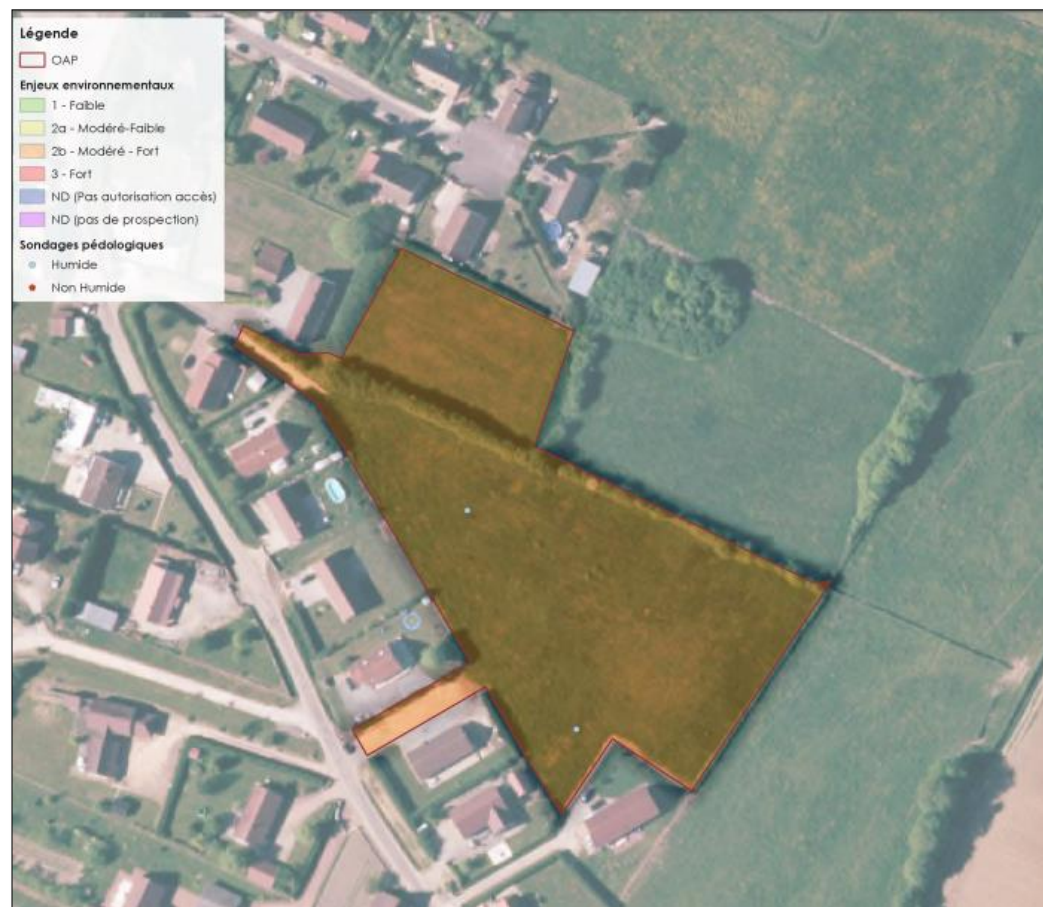 Légende
OAP
Enjeux environnementaux
1 - Faible
2a - Modéré-Faible
2b - Modéré - Fort
3 - Fort
ND (Pas autorisation accès)
ND (pas de prospection)
Sondages pédologiques
Humide
Non Humide